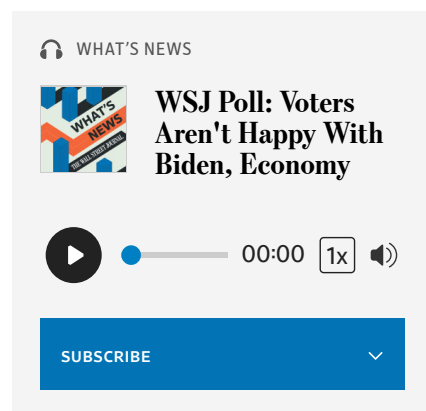 WHAT'S NEWS
WHAT'S
NEWS
THE WALL STREET JOURNAL.
WSJ Poll: Voters
Aren't Happy With
Biden, Economy
00:00
1x
SUBSCRIBE